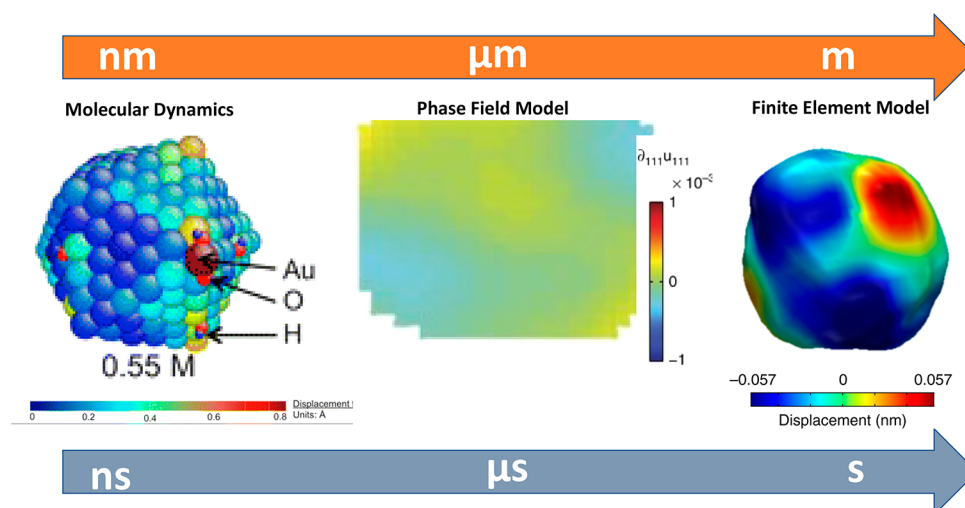 nm μm m
Molecular Dynamics
Phase Field Model
Finite Element Model
Au
O
H
0.55 M
0 0.2 0.4 0.6 0.8
Displacement
Units: Å
∂₁₁₁u₁₁₁
× 10⁻³
1
0
−1
−0.057 0 0.057
Displacement (nm)
ns μs s